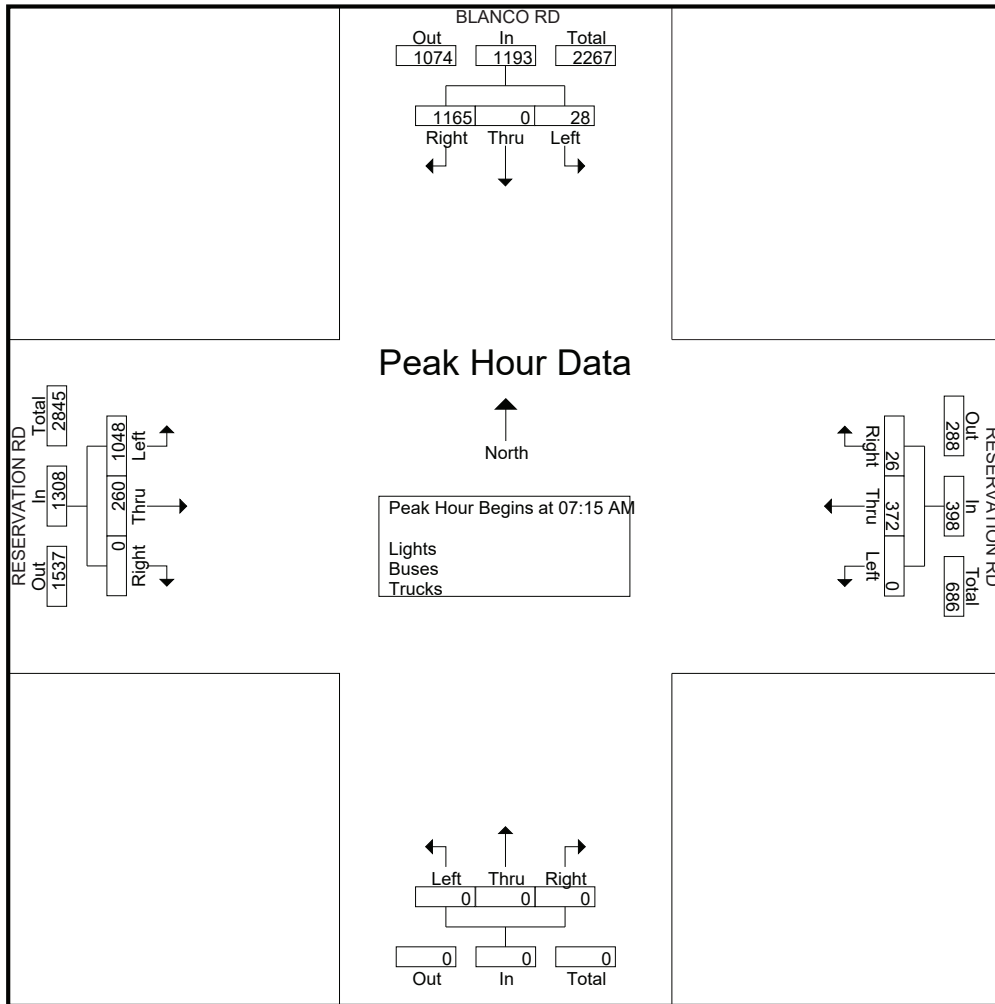 BLANCO RD
Out In Total
1074 1193 2267
1165 0 28
Right Thru Left
Peak Hour Data
North
Peak Hour Begins at 07:15 AM
Lights
Buses
Trucks
RESERVATION RD
Total In Out
2845 1308 1537
1048 260 0
Left Thru Right
Right Thru Left
26 372 0
288 398 686
Out In Total
RESERVATION RD
Left Thru Right
0 0 0
0 0 0
Out In Total